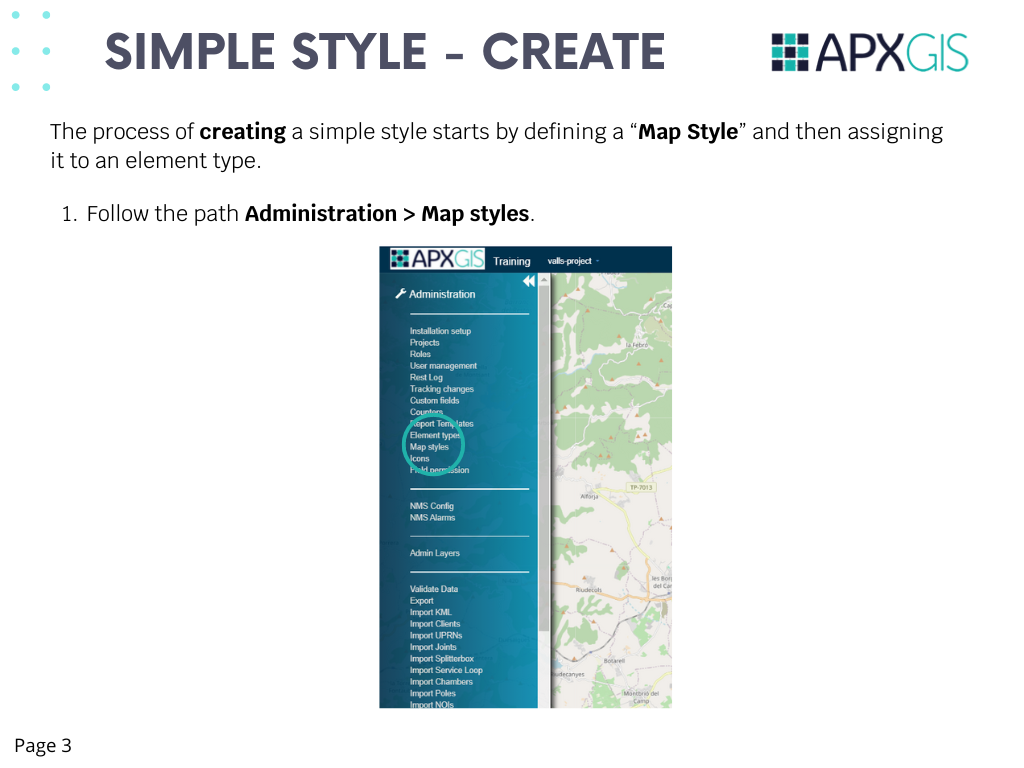 SIMPLE STYLE - CREATE
APXGIS
The process of creating a simple style starts by defining a “Map Style” and then assigning
it to an element type.
1. Follow the path Administration > Map styles.
APXGIS Training valls-project
Administration
Installation setup
Projects
Roles
User management
Rest Log
Tracking changes
Custom fields
Counters
Report Templates
Element types
Map styles
Icons
Field permission
NMS Config
NMS Alarms
Admin Layers
Validate Data
Export
Import KML
Import Clients
Import UPRNs
Import Joints
Import Splitterbox
Import Service Loop
Import Chambers
Import Poles
Import NOIs
la Febró
TP-7013
Alforja
les Bor
del Ca
Riudecols
Botarell
udecanyes
Montbrió del
Camp
Page 3